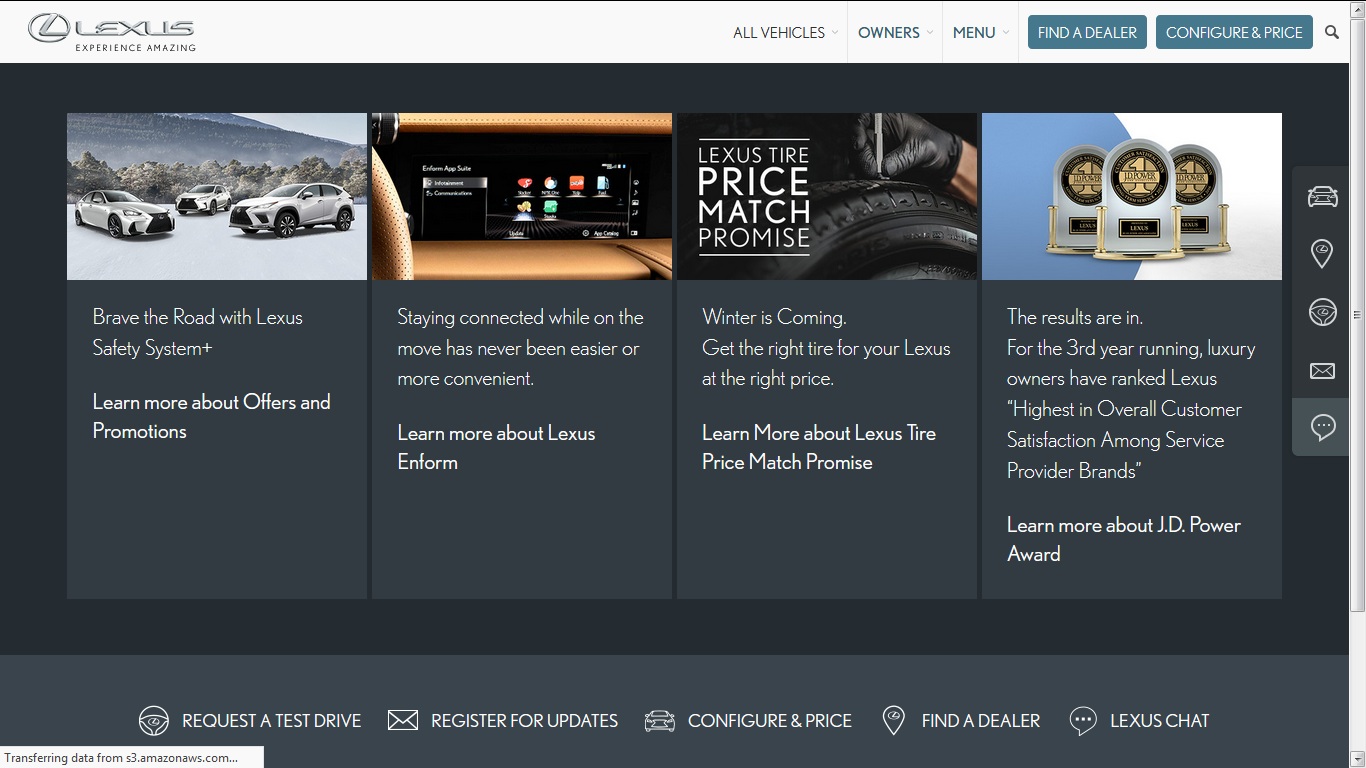 LEXUS
EXPERIENCE AMAZING
ALL VEHICLES
OWNERS
MENU
FIND A DEALER
CONFIGURE & PRICE
Enform App Suite
Infotainment
Communications
Yelp
Fuel
Stocks
Update
App Catalog
LEXUS TIRE
PRICE
MATCH
PROMISE
J.D. POWER
LEXUS
Brave the Road with Lexus
Safety System+
Learn more about Offers and
Promotions
Staying connected while on the
move has never been easier or
more convenient.
Learn more about Lexus
Enform
Winter is Coming.
Get the right tire for your Lexus
at the right price.
Learn More about Lexus Tire
Price Match Promise
The results are in.
For the 3rd year running, luxury
owners have ranked Lexus
“Highest in Overall Customer
Satisfaction Among Service
Provider Brands”
Learn more about J.D. Power
Award
REQUEST A TEST DRIVE
REGISTER FOR UPDATES
CONFIGURE & PRICE
FIND A DEALER
LEXUS CHAT
Transferring data from s3.amazonaws.com...